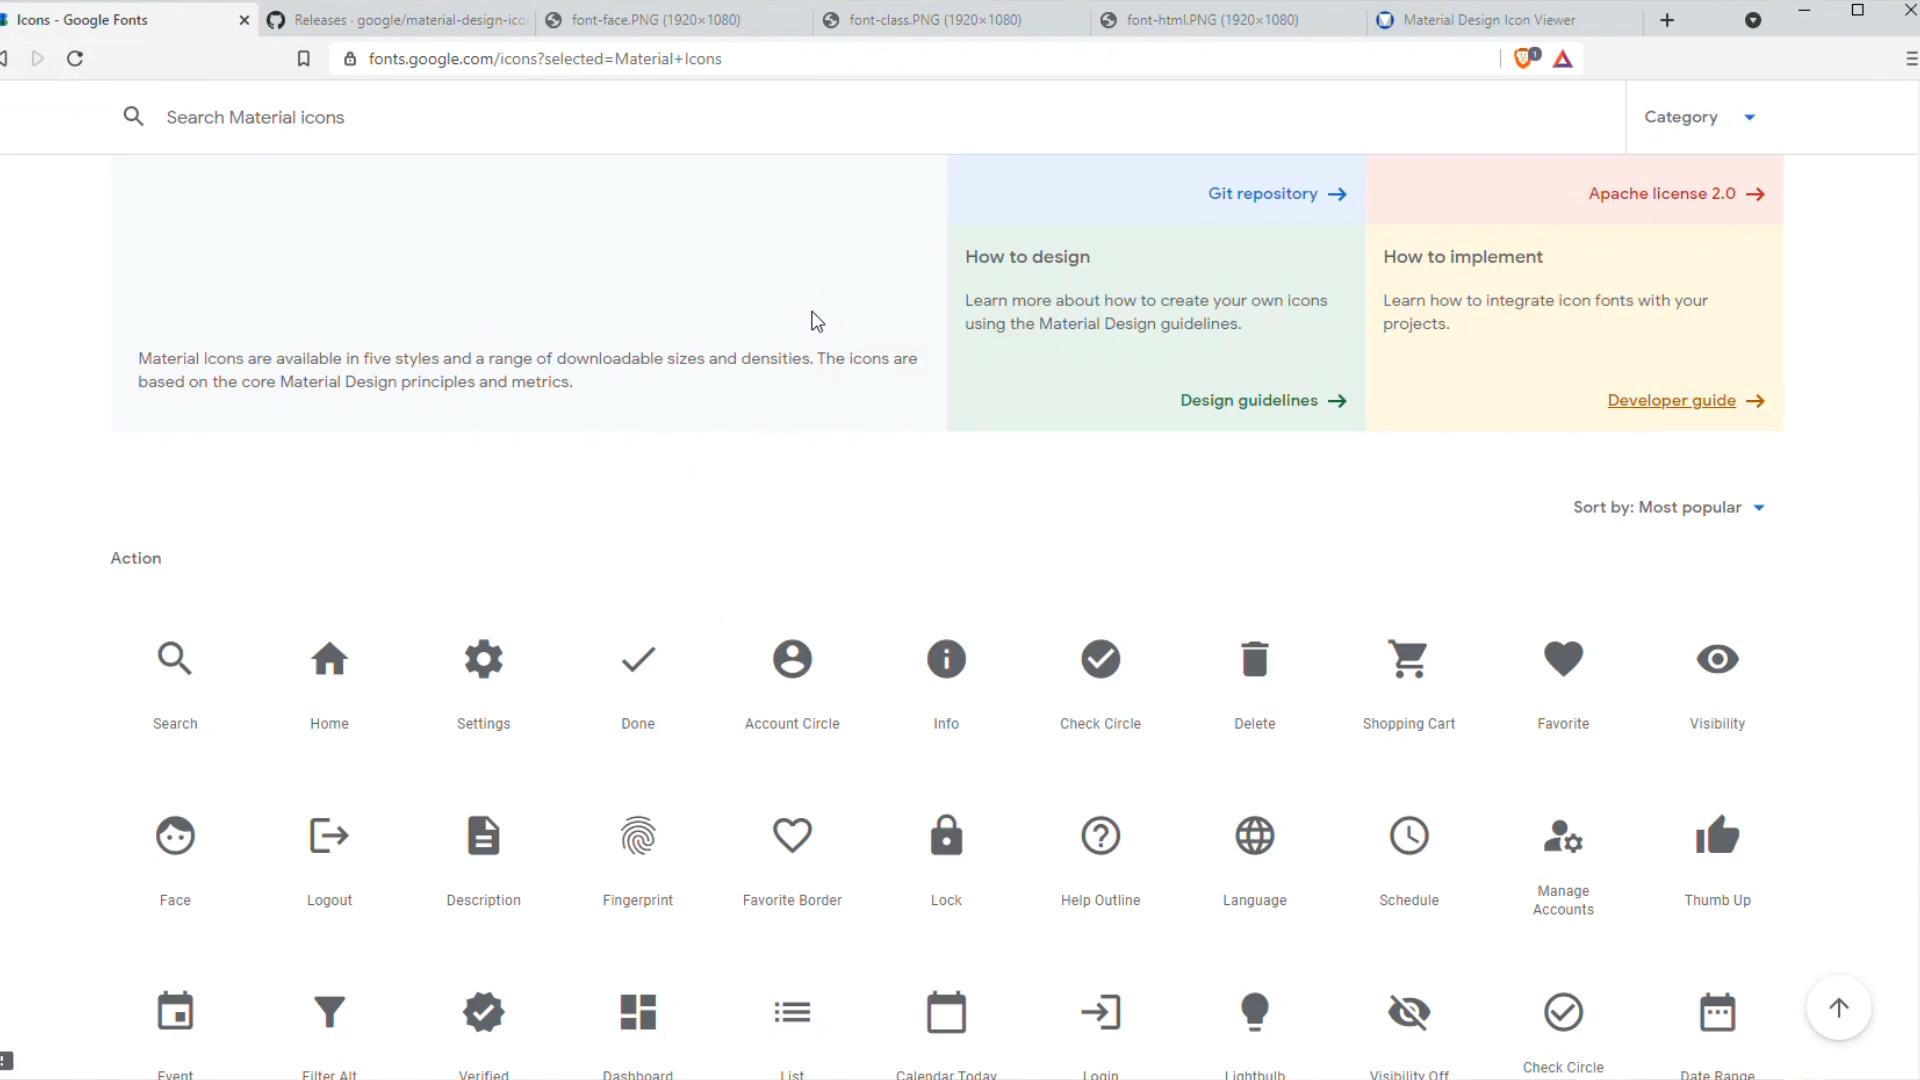 Icons - Google Fonts
Releases · google/material-design-ico
font-face.PNG (1920×1080)
font-class.PNG (1920×1080)
font-html.PNG (1920×1080)
Material Design Icon Viewer
fonts.google.com/icons?selected=Material+Icons
1
Search Material icons
Category
Git repository
Apache license 2.0
How to design
How to implement
Learn more about how to create your own icons
using the Material Design guidelines.
Learn how to integrate icon fonts with your
projects.
Material Icons are available in five styles and a range of downloadable sizes and densities. The icons are
based on the core Material Design principles and metrics.
Design guidelines
Developer guide
Sort by: Most popular
Action
Search
Home
Settings
Done
Account Circle
Info
Check Circle
Delete
Shopping Cart
Favorite
Visibility
Face
Logout
Description
Fingerprint
Favorite Border
Lock
Help Outline
Language
Schedule
Manage
Accounts
Thumb Up
Event
Filter Alt
Verified
Dashboard
List
Calendar Today
Login
Lightbulb
Visibility Off
Check Circle
Date Range